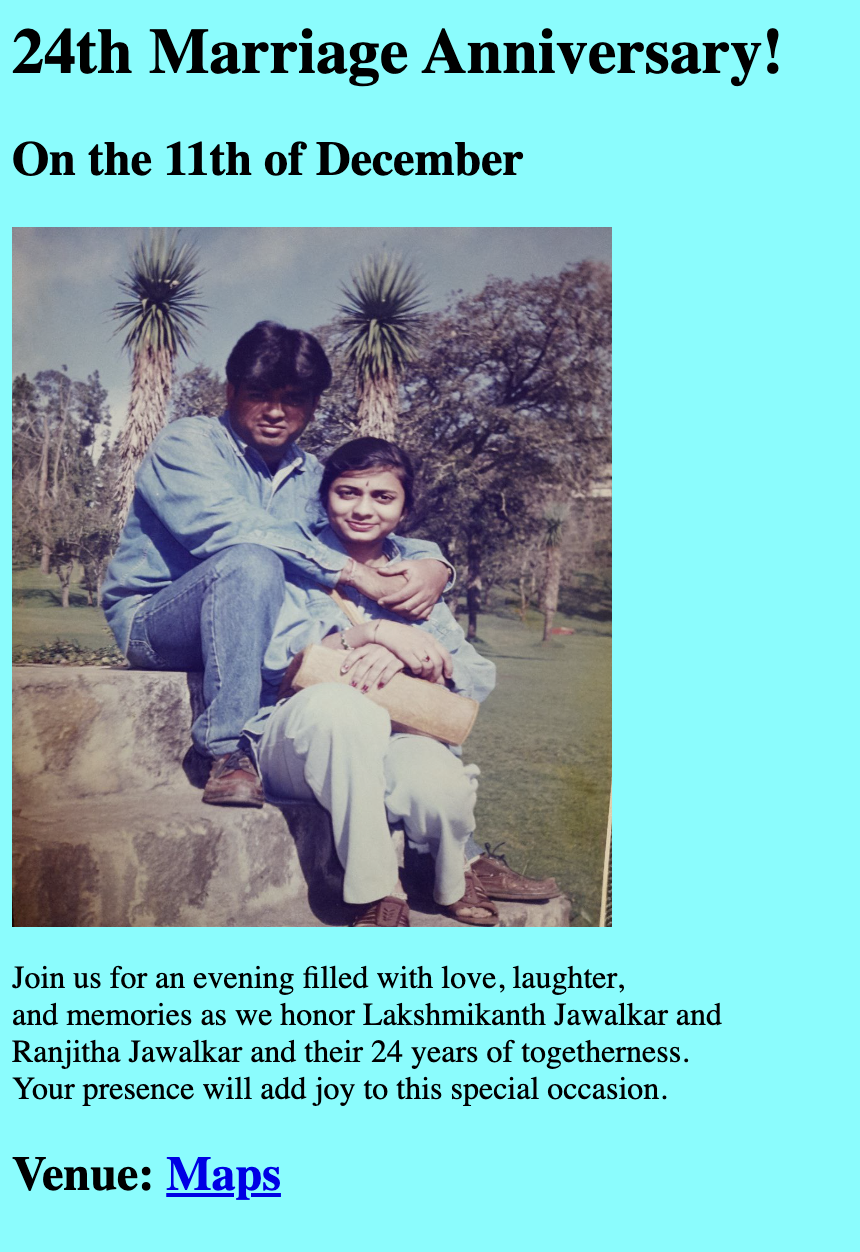 24th Marriage Anniversary!
On the 11th of December
Join us for an evening filled with love, laughter,
and memories as we honor Lakshmikanth Jawalkar and
Ranjitha Jawalkar and their 24 years of togetherness.
Your presence will add joy to this special occasion.
Venue: Maps